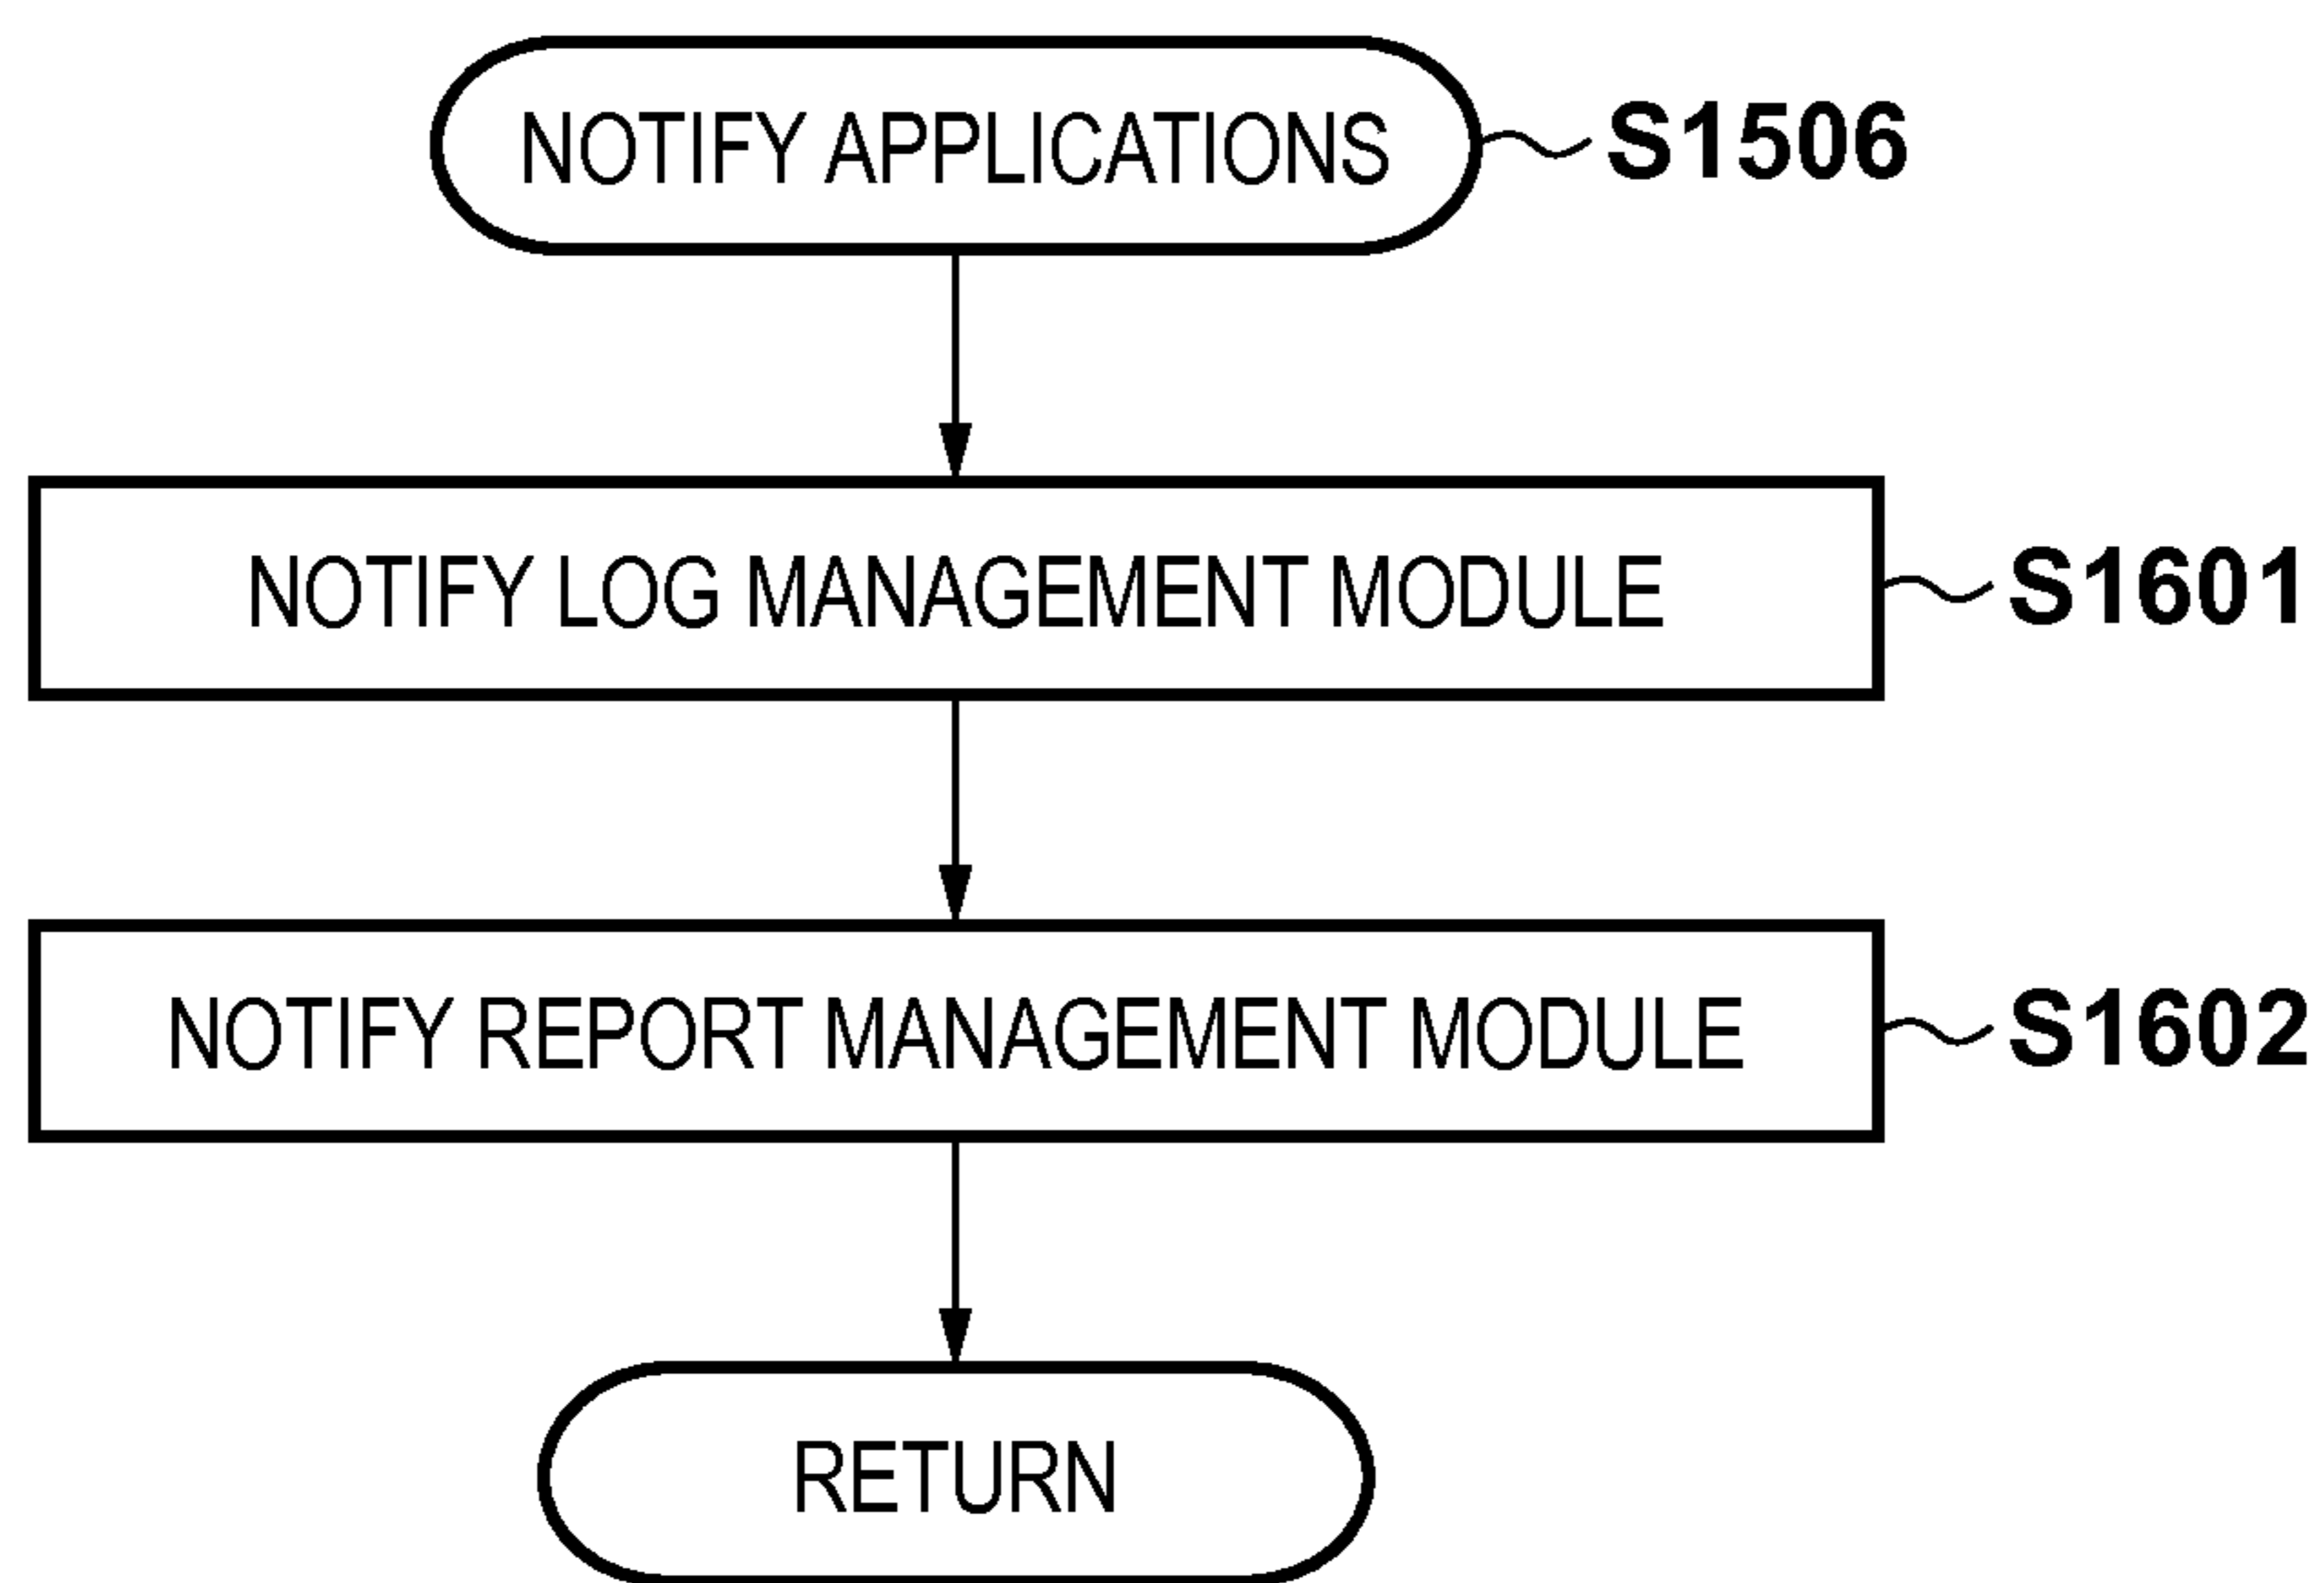 NOTIFY APPLICATIONS S1506
NOTIFY LOG MANAGEMENT MODULE S1601
NOTIFY REPORT MANAGEMENT MODULE S1602
RETURN